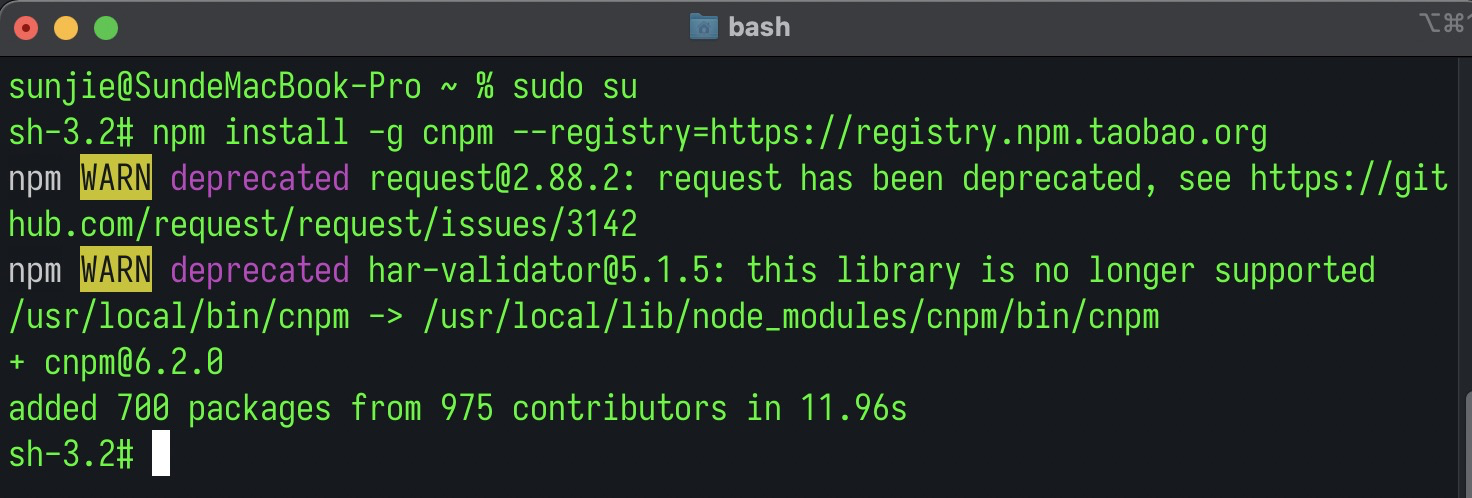 bash
⌥⌘
sunjie@SundeMacBook-Pro ~ % sudo su
sh-3.2# npm install -g cnpm --registry=https://registry.npm.taobao.org
npm WARN deprecated request@2.88.2: request has been deprecated, see https://git
hub.com/request/request/issues/3142
npm WARN deprecated har-validator@5.1.5: this library is no longer supported
/usr/local/bin/cnpm -> /usr/local/lib/node_modules/cnpm/bin/cnpm
+ cnpm@6.2.0
added 700 packages from 975 contributors in 11.96s
sh-3.2#